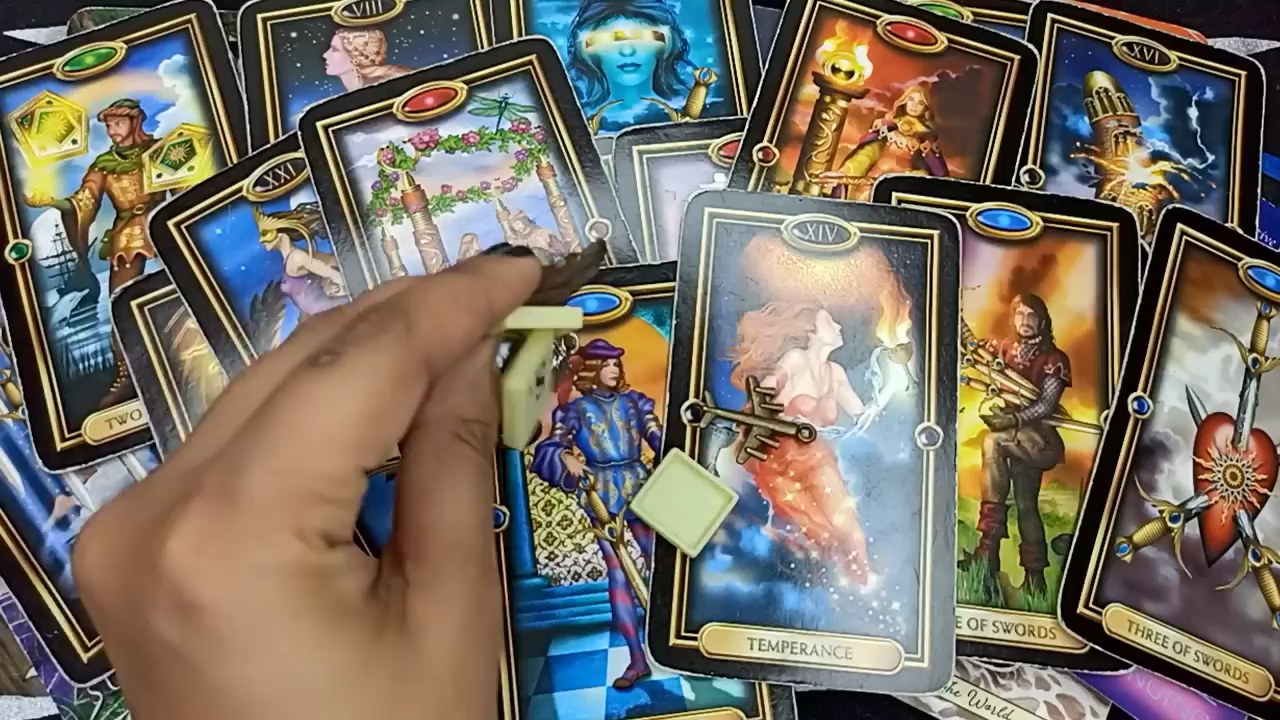 VIII
XVI
XXI
XIV
TWO
E OF SWORDS
TEMPERANCE
THREE OF SWORDS
The World